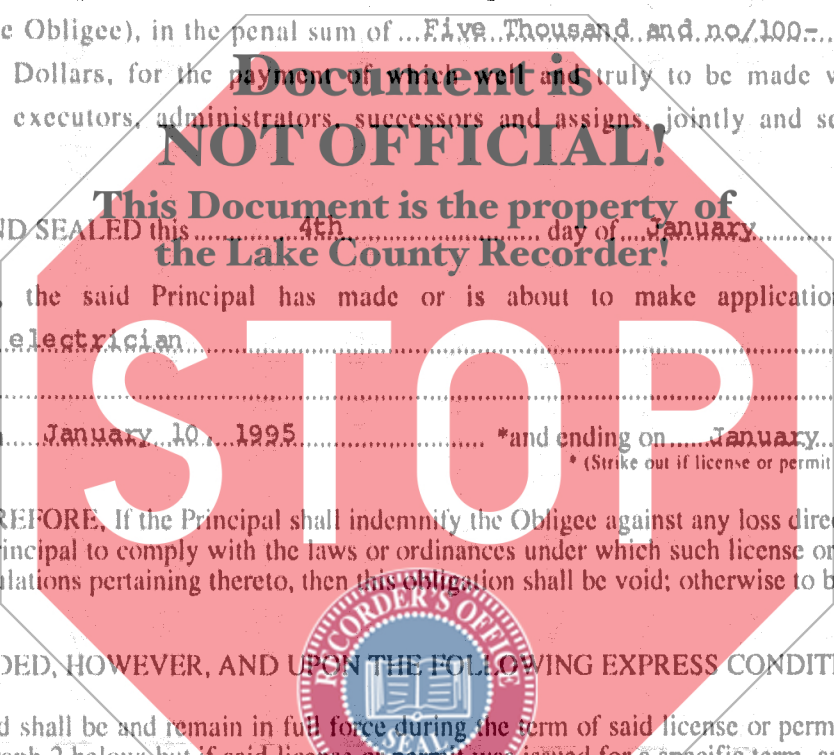 e Obligee), in the penal sum of ... Five Thousand and no/100-
Dollars, for the payment of which well and truly to be made w
Document is
executors, administrators, successors and assigns, jointly and se
NOT OFFICIAL!
This Document is the property of
ND SEALED this 4th day of January
the Lake County Recorder!
, the said Principal has made or is about to make application
electrician
STOP
January 10, 1995 *and ending on January
* (Strike out if license or permit
REFORE, If the Principal shall indemnify the Obligee against any loss dire
rincipal to comply with the laws or ordinances under which such license or
ulations pertaining thereto, then this obligation shall be void; otherwise to b
RECORDER'S OFFICE
DED, HOWEVER, AND UPON THE FOLLOWING EXPRESS CONDITI
d shall be and remain in full force during the term of said license or perm